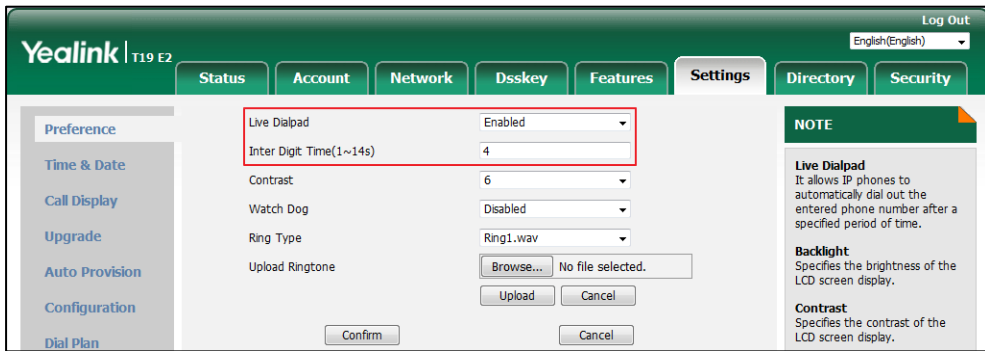 Log Out
Yealink T19 E2
English(English)
Status Account Network Dsskey Features Settings Directory Security
Preference
Time & Date
Call Display
Upgrade
Auto Provision
Configuration
Dial Plan
Live Dialpad Enabled
Inter Digit Time(1~14s) 4
Contrast 6
Watch Dog Disabled
Ring Type Ring1.wav
Upload Ringtone Browse... No file selected.
Upload Cancel
Confirm Cancel
NOTE
Live Dialpad
It allows IP phones to
automatically dial out the
entered phone number after a
specified period of time.
Backlight
Specifies the brightness of the
LCD screen display.
Contrast
Specifies the contrast of the
LCD screen display.